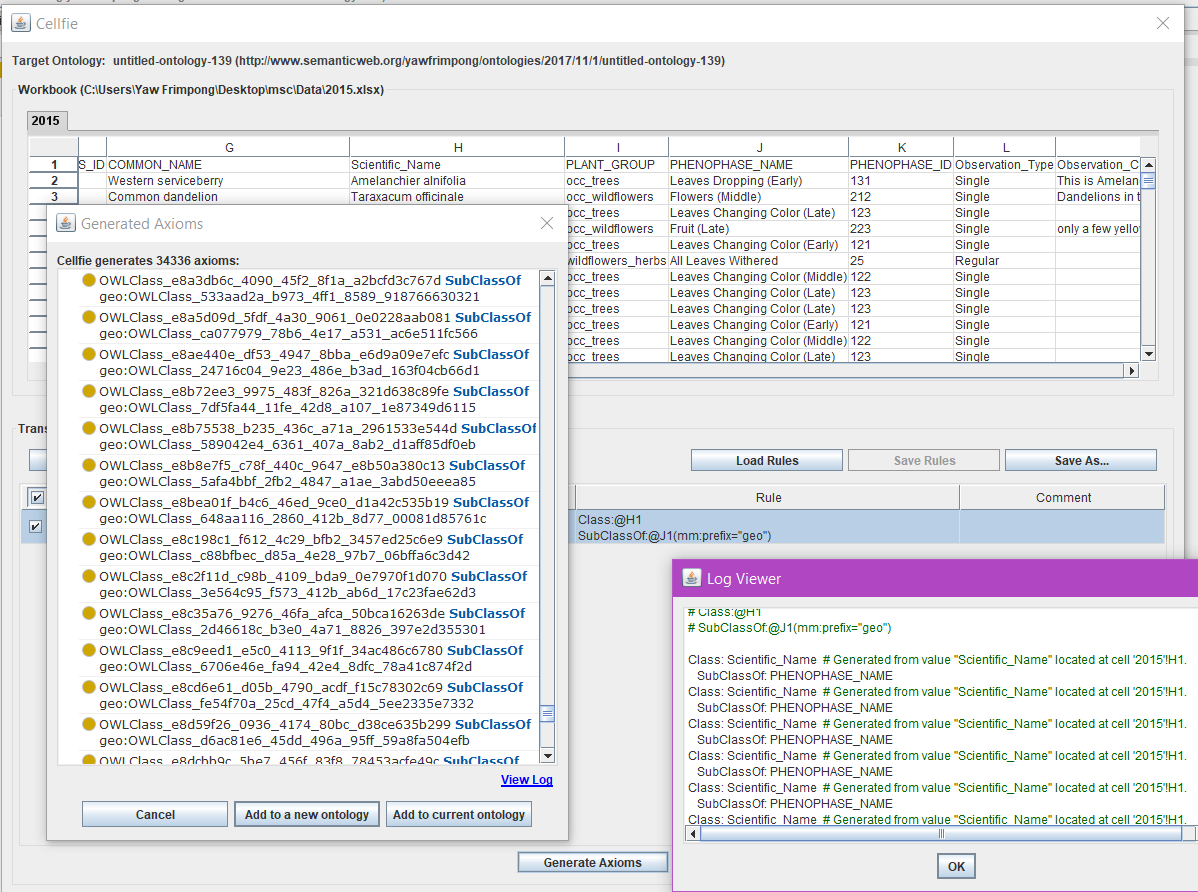 Cellfie
Target Ontology: untitled-ontology-139 (http://www.semanticweb.org/yawfrimpong/ontologies/2017/11/1/untitled-ontology-139)
Workbook (C:\Users\Yaw Frimpong\Desktop\msc\Data\2015.xlsx)
2015
G H I J K L
1 S_ID COMMON_NAME Scientific_Name PLANT_GROUP PHENOPHASE_NAME PHENOPHASE_ID Observation_Type Observation_C
2 Western serviceberry Amelanchier alnifolia occ_trees Leaves Dropping (Early) 131 Single This is Amelan
3 Common dandelion Taraxacum officinale occ_wildflowers Flowers (Middle) 212 Single Dandelions in t
occ_trees Leaves Changing Color (Late) 123 Single
occ_wildflowers Fruit (Late) 223 Single only a few yello
occ_trees Leaves Changing Color (Early) 121 Single
wildflowers_herbs All Leaves Withered 25 Regular
occ_trees Leaves Changing Color (Middle) 122 Single
occ_trees Leaves Changing Color (Late) 123 Single
occ_trees Leaves Changing Color (Late) 123 Single
occ_trees Leaves Changing Color (Early) 121 Single
occ_trees Leaves Changing Color (Middle) 122 Single
occ_trees Leaves Changing Color (Late) 123 Single
Generated Axioms
Cellfie generates 34336 axioms:
OWLClass_e8a3db6c_4090_45f2_8f1a_a2bcfd3c767d SubClassOf
geo:OWLClass_533aad2a_b973_4ff1_8589_918766630321
OWLClass_e8a5d09d_5fdf_4a30_9061_0e0228aab081 SubClassOf
geo:OWLClass_ca077979_78b6_4e17_a531_ac6e511fc566
OWLClass_e8ae440e_df53_4947_8bba_e6d9a09e7efc SubClassOf
geo:OWLClass_24716c04_9e23_486e_b3ad_163f04cb66d1
OWLClass_e8b72ee3_9975_483f_826a_321d638c89fe SubClassOf
geo:OWLClass_7df5fa44_11fe_42d8_a107_1e87349d6115
OWLClass_e8b75538_b235_436c_a71a_2961533e544d SubClassOf
geo:OWLClass_589042e4_6361_407a_8ab2_d1aff85df0eb
OWLClass_e8b8e7f5_c78f_440c_9647_e8b50a380c13 SubClassOf
geo:OWLClass_5afa4bbf_2fb2_4847_a1ae_3abd50eeea85
OWLClass_e8bea01f_b4c6_46ed_9ce0_d1a42c535b19 SubClassOf
geo:OWLClass_648aa116_2860_412b_8d77_00081d85761c
OWLClass_e8c198c1_f612_4c29_bfb2_3457ed25c6e9 SubClassOf
geo:OWLClass_c88bfbec_d85a_4e28_97b7_06bffa6c3d42
OWLClass_e8c2f11d_c98b_4109_bda9_0e7970f1d070 SubClassOf
geo:OWLClass_3e564c95_f573_412b_ab6d_17c23fae62d3
OWLClass_e8c35a76_9276_46fa_afca_50bca16263de SubClassOf
geo:OWLClass_2d46618c_b3e0_4a71_8826_397e2d355301
OWLClass_e8c9eed1_e5c0_4113_9f1f_34ac486c6780 SubClassOf
geo:OWLClass_6706e46e_fa94_42e4_8dfc_78a41c874f2d
OWLClass_e8cd6e61_d05b_4790_acdf_f15c78302c69 SubClassOf
geo:OWLClass_fe54f70a_25cd_47f4_a5d4_5ee2335e7332
OWLClass_e8d59f26_0936_4174_80bc_d38ce635b299 SubClassOf
geo:OWLClass_d6ac81e6_45dd_496a_95ff_59a8fa504efb
OWLClass_e8dcbb9c_5be7_456f_83f8_78453acfe49c SubClassOf
View Log
Cancel Add to a new ontology Add to current ontology
Trans
Load Rules Save Rules Save As...
Rule Comment
Class:@H1
SubClassOf:@J1(mm:prefix="geo")
Generate Axioms
Log Viewer
# Class:@H1
# SubClassOf:@J1(mm:prefix="geo")
Class: Scientific_Name # Generated from value "Scientific_Name" located at cell '2015'!H1.
SubClassOf: PHENOPHASE_NAME
Class: Scientific_Name # Generated from value "Scientific_Name" located at cell '2015'!H1.
SubClassOf: PHENOPHASE_NAME
Class: Scientific_Name # Generated from value "Scientific_Name" located at cell '2015'!H1.
SubClassOf: PHENOPHASE_NAME
Class: Scientific_Name # Generated from value "Scientific_Name" located at cell '2015'!H1.
SubClassOf: PHENOPHASE_NAME
Class: Scientific_Name # Generated from value "Scientific_Name" located at cell '2015'!H1.
SubClassOf: PHENOPHASE_NAME
Class: Scientific_Name # Generated from value "Scientific_Name" located at cell '2015'!H1.
OK